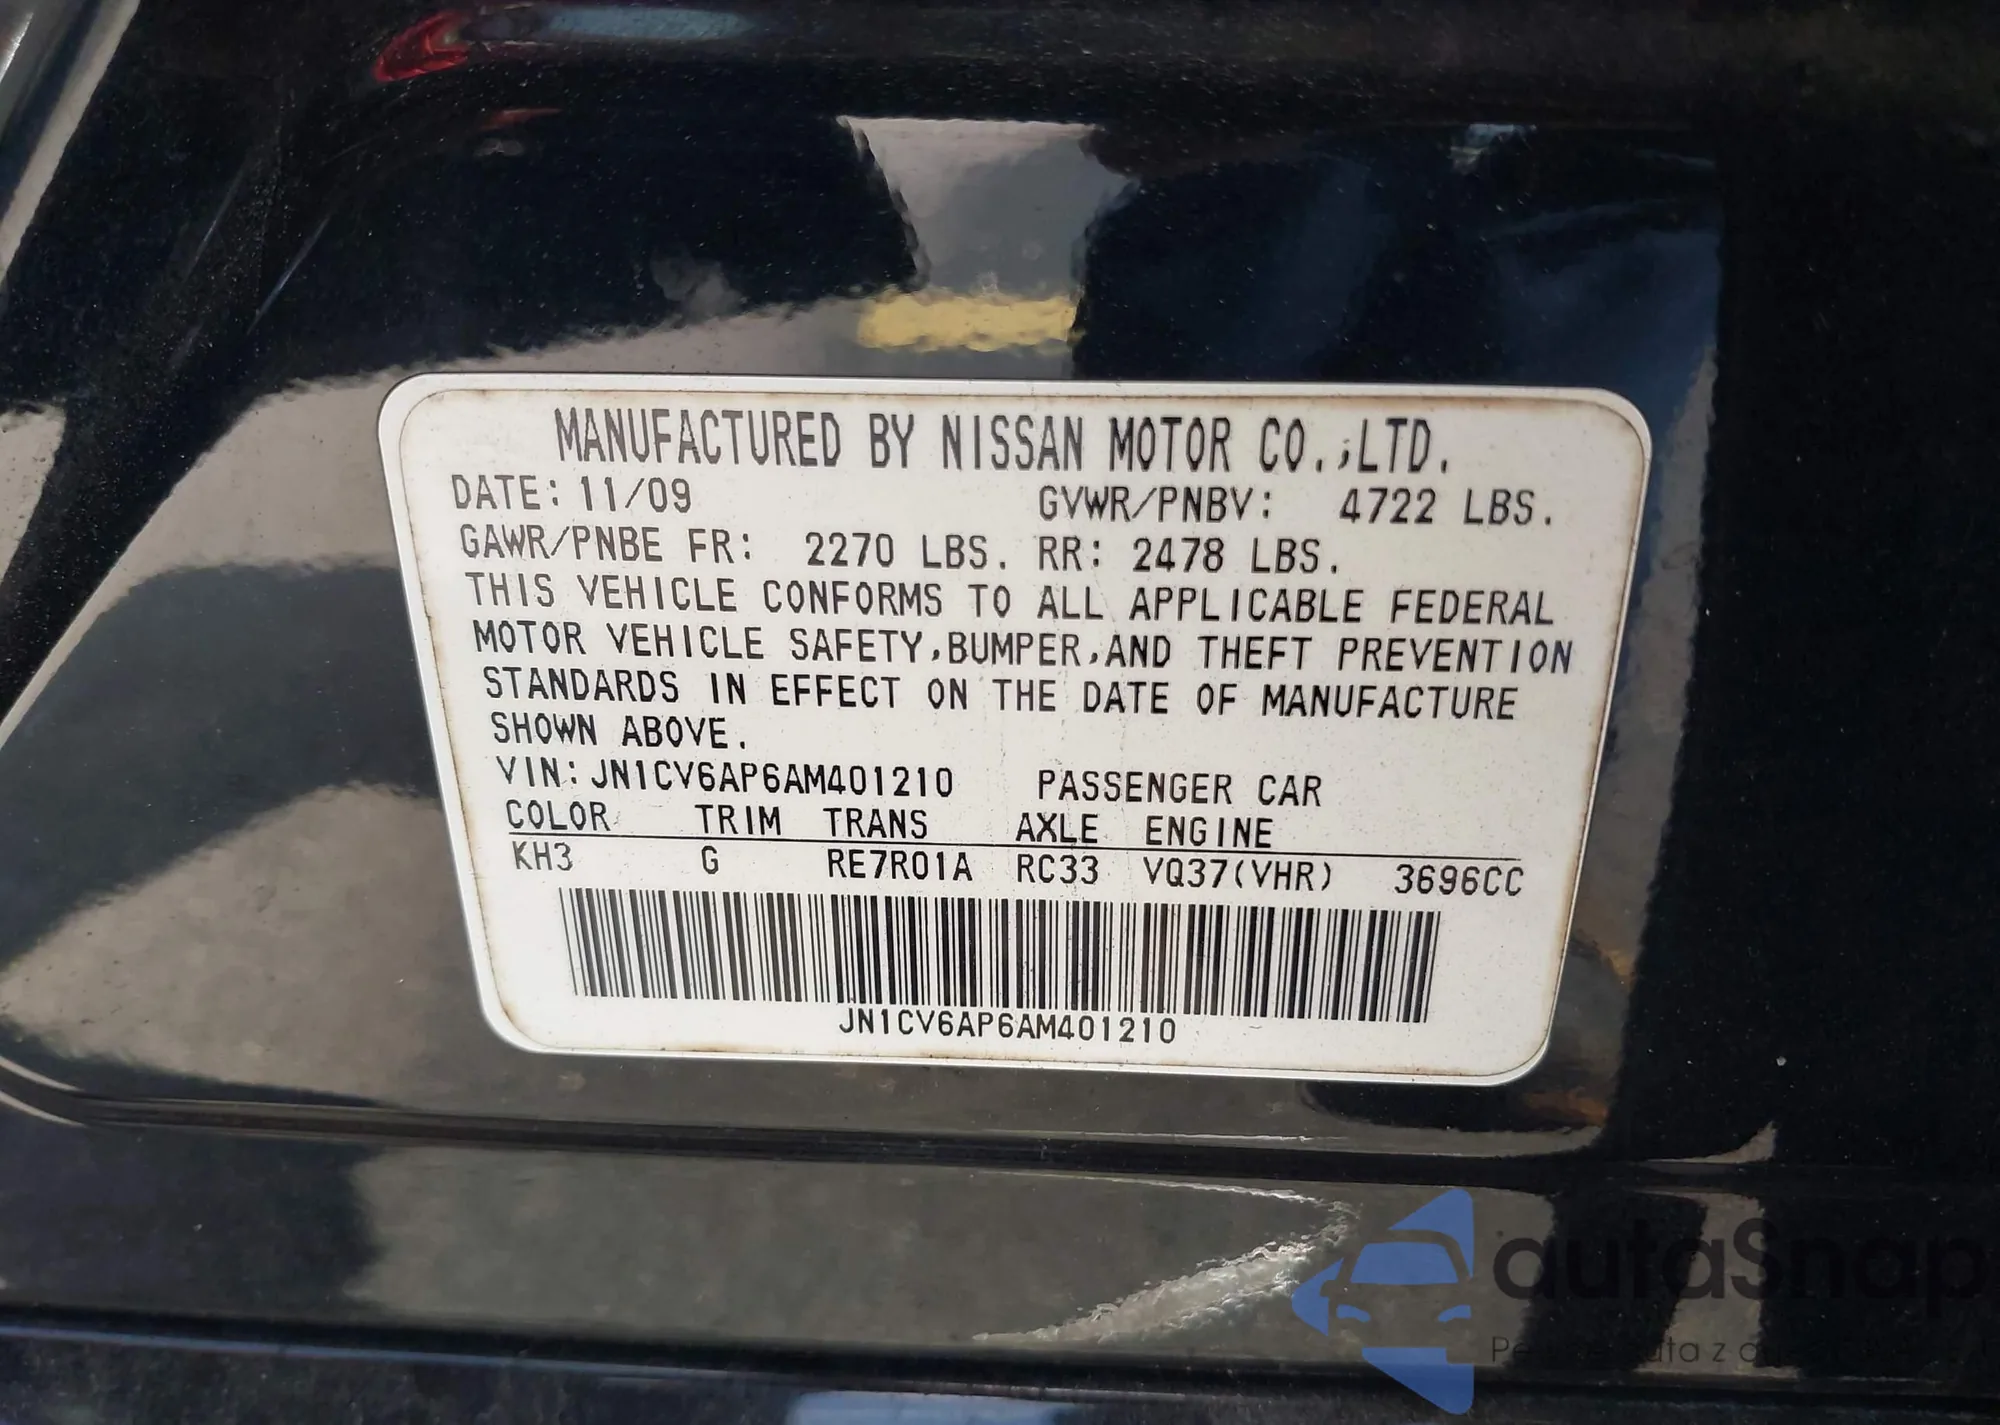 MANUFACTURED BY NISSAN MOTOR CO.,LTD.
DATE: 11/09 GVWR/PNBV: 4722 LBS.
GAWR/PNBE FR: 2270 LBS. RR: 2478 LBS.
THIS VEHICLE CONFORMS TO ALL APPLICABLE FEDERAL
MOTOR VEHICLE SAFETY,BUMPER,AND THEFT PREVENTION
STANDARDS IN EFFECT ON THE DATE OF MANUFACTURE
SHOWN ABOVE.
VIN: JN1CV6AP6AM401210 PASSENGER CAR
COLOR TRIM TRANS AXLE ENGINE
KH3 G RE7R01A RC33 VQ37(VHR) 3696CC
JN1CV6AP6AM401210
autaSnap
auta z